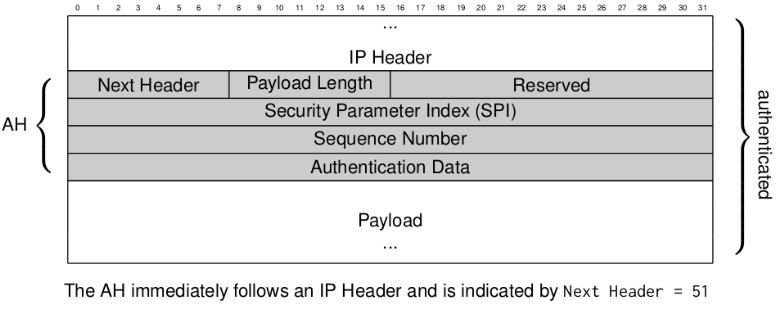 0 1 2 3 4 5 6 7 8 9 10 11 12 13 14 15 16 17 18 19 20 21 22 23 24 25 26 27 28 29 30 31
...
IP Header
Next Header Payload Length Reserved
Security Parameter Index (SPI)
AH
Sequence Number
Authentication Data
Payload
...
authenticated
The AH immediately follows an IP Header and is indicated by Next Header = 51